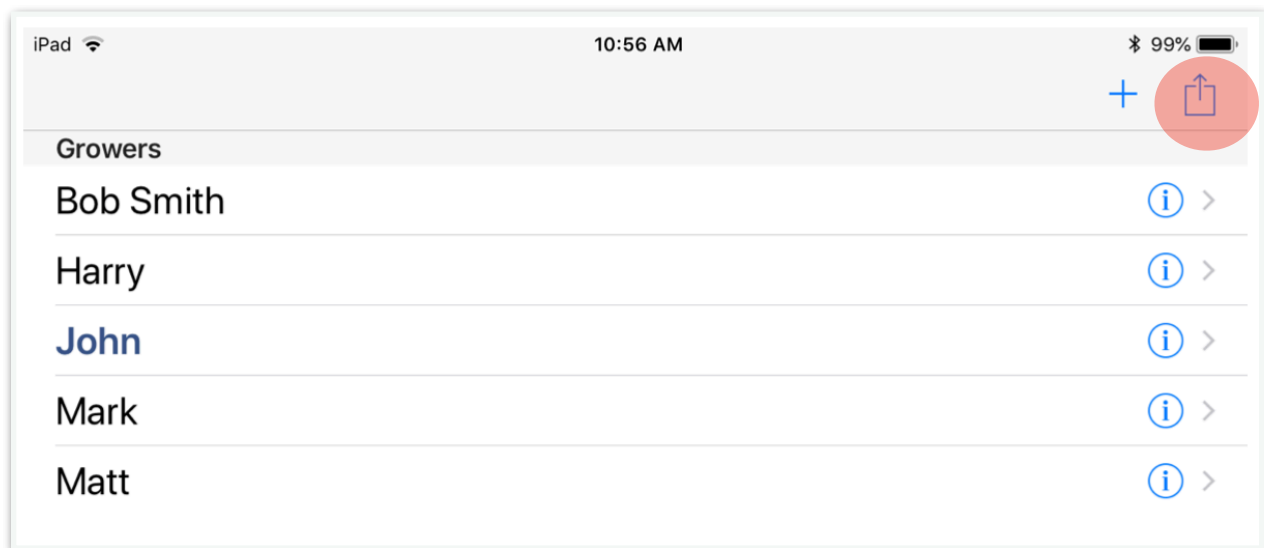 iPad 10:56 AM 99%
Growers
Bob Smith
Harry
John
Mark
Matt